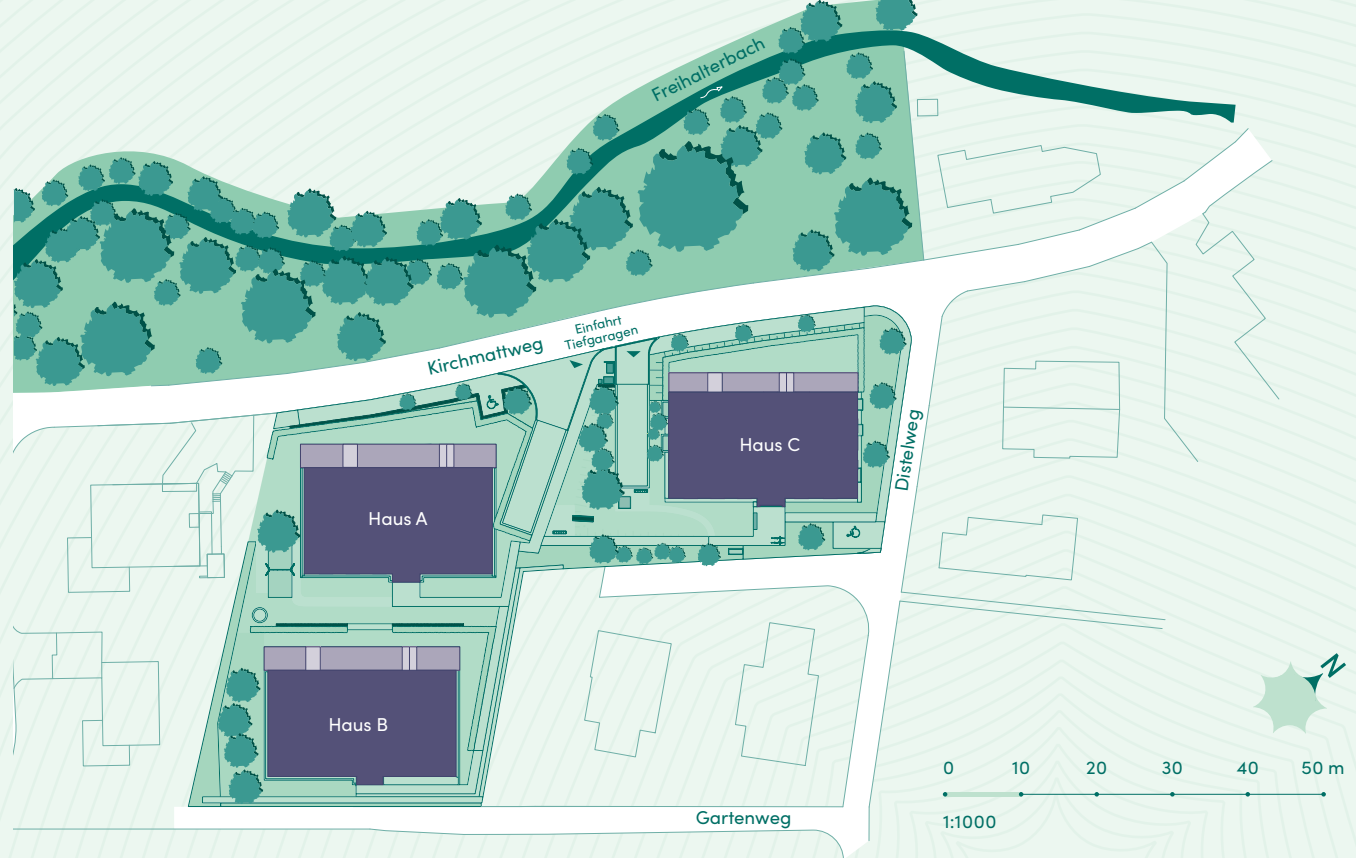 Freihalterbach
Einfahrt
Tiefgaragen
Kirchmattweg
Haus C
Distelweg
Haus A
Haus B
N
0 10 20 30 40 50 m
Gartenweg
1:1000